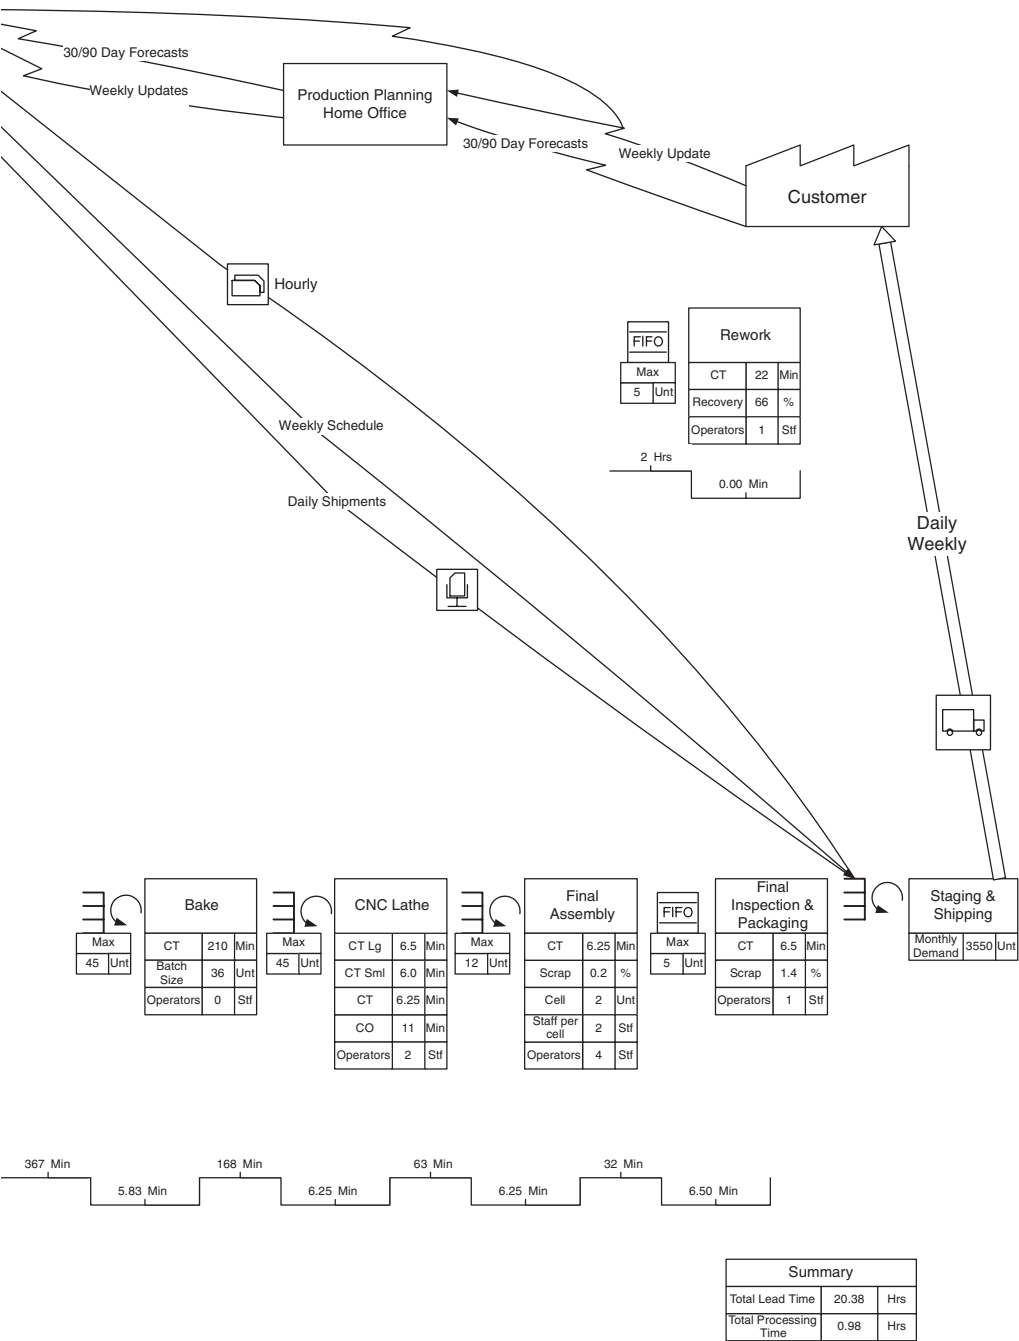 30/90 Day Forecasts
Weekly Updates
Production Planning
Home Office
30/90 Day Forecasts
Weekly Update
Customer
Hourly
FIFO
Max
5 Unt
Rework
CT 22 Min
Recovery 66 %
Operators 1 Stf
2 Hrs
0.00 Min
Weekly Schedule
Daily Shipments
Daily
Weekly
Max
45 Unt
Bake
CT 210 Min
Batch
Size 36 Unt
Operators 0 Stf
Max
45 Unt
CNC Lathe
CT Lg 6.5 Min
CT Sml 6.0 Min
CT 6.25 Min
CO 11 Min
Operators 2 Stf
Max
12 Unt
Final
Assembly
CT 6.25 Min
Scrap 0.2 %
Cell 2 Unt
Staff per
cell 2 Stf
Operators 4 Stf
FIFO
Max
5 Unt
Final
Inspection &
Packaging
CT 6.5 Min
Scrap 1.4 %
Operators 1 Stf
Staging &
Shipping
Monthly
Demand 3550 Unt
367 Min
5.83 Min
168 Min
6.25 Min
63 Min
6.25 Min
32 Min
6.50 Min
Summary
Total Lead Time 20.38 Hrs
Total Processing
Time 0.98 Hrs